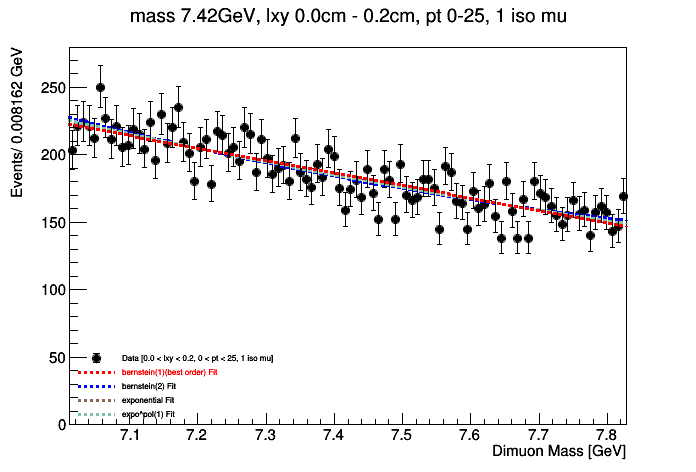 mass 7.42GeV, lxy 0.0cm - 0.2cm, pt 0-25, 1 iso mu
Events/ 0.008162 GeV
250
200
150
100
50
0
Data [0.0 < lxy < 0.2, 0 < pt < 25, 1 iso mu]
bernstein(1)(best order) Fit
bernstein(2) Fit
exponential Fit
expo*pol(1) Fit
7.1 7.2 7.3 7.4 7.5 7.6 7.7 7.8
Dimuon Mass [GeV]